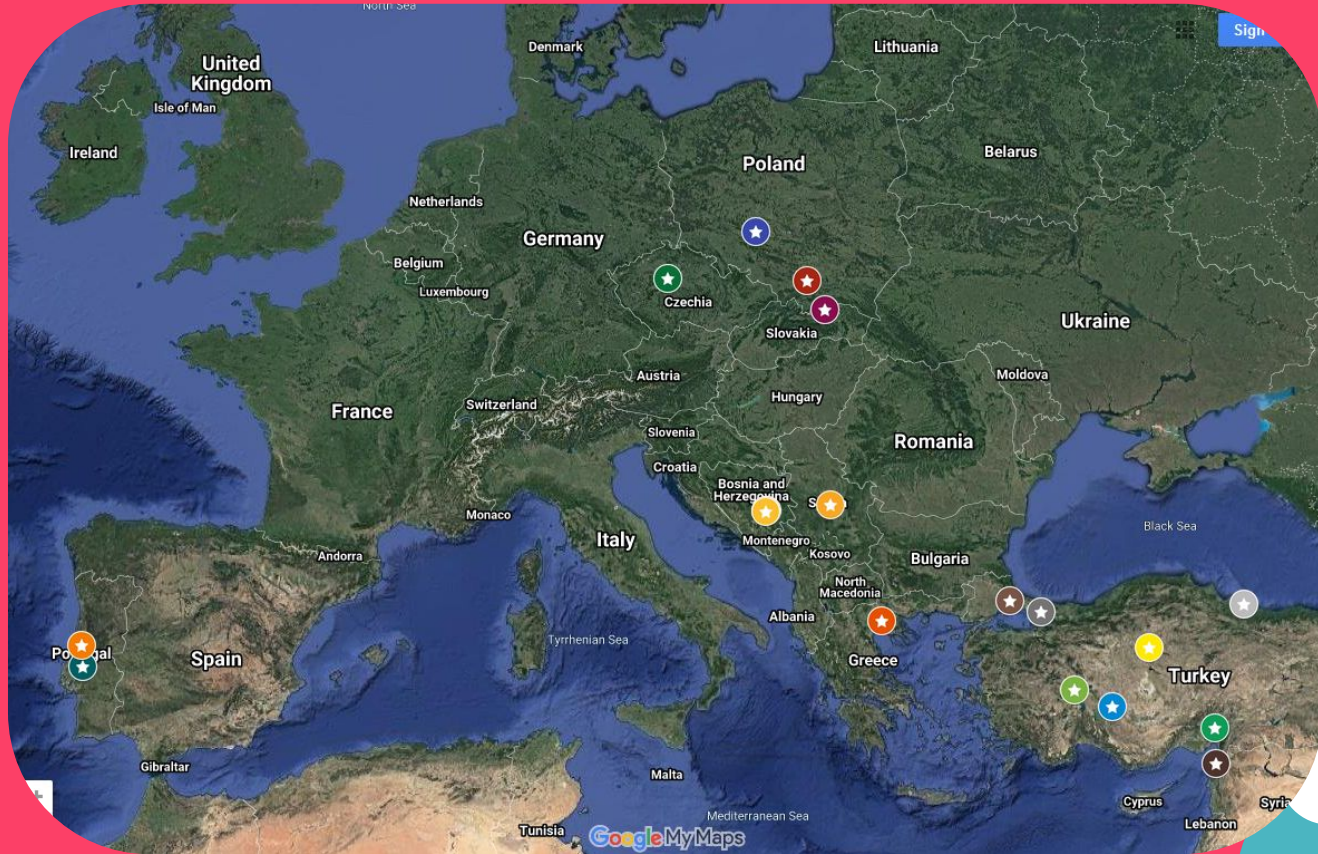 North Sea
Sign
Denmark
Lithuania
United
Kingdom
Isle of Man
Ireland
Belarus
Poland
Netherlands
Germany
Belgium
Luxembourg
Czechia
Ukraine
Slovakia
Austria
Moldova
Hungary
Switzerland
France
Slovenia
Romania
Croatia
Bosnia and
Herzegovina
Monaco
Black Sea
Italy
Montenegro
Kosovo
Andorra
Bulgaria
North
Macedonia
Albania
Tyrrhenian Sea
Portugal
Spain
Greece
Turkey
Gibraltar
Malta
Cyprus
Syria
Mediterranean Sea
Lebanon
Tunisia
Google My Maps